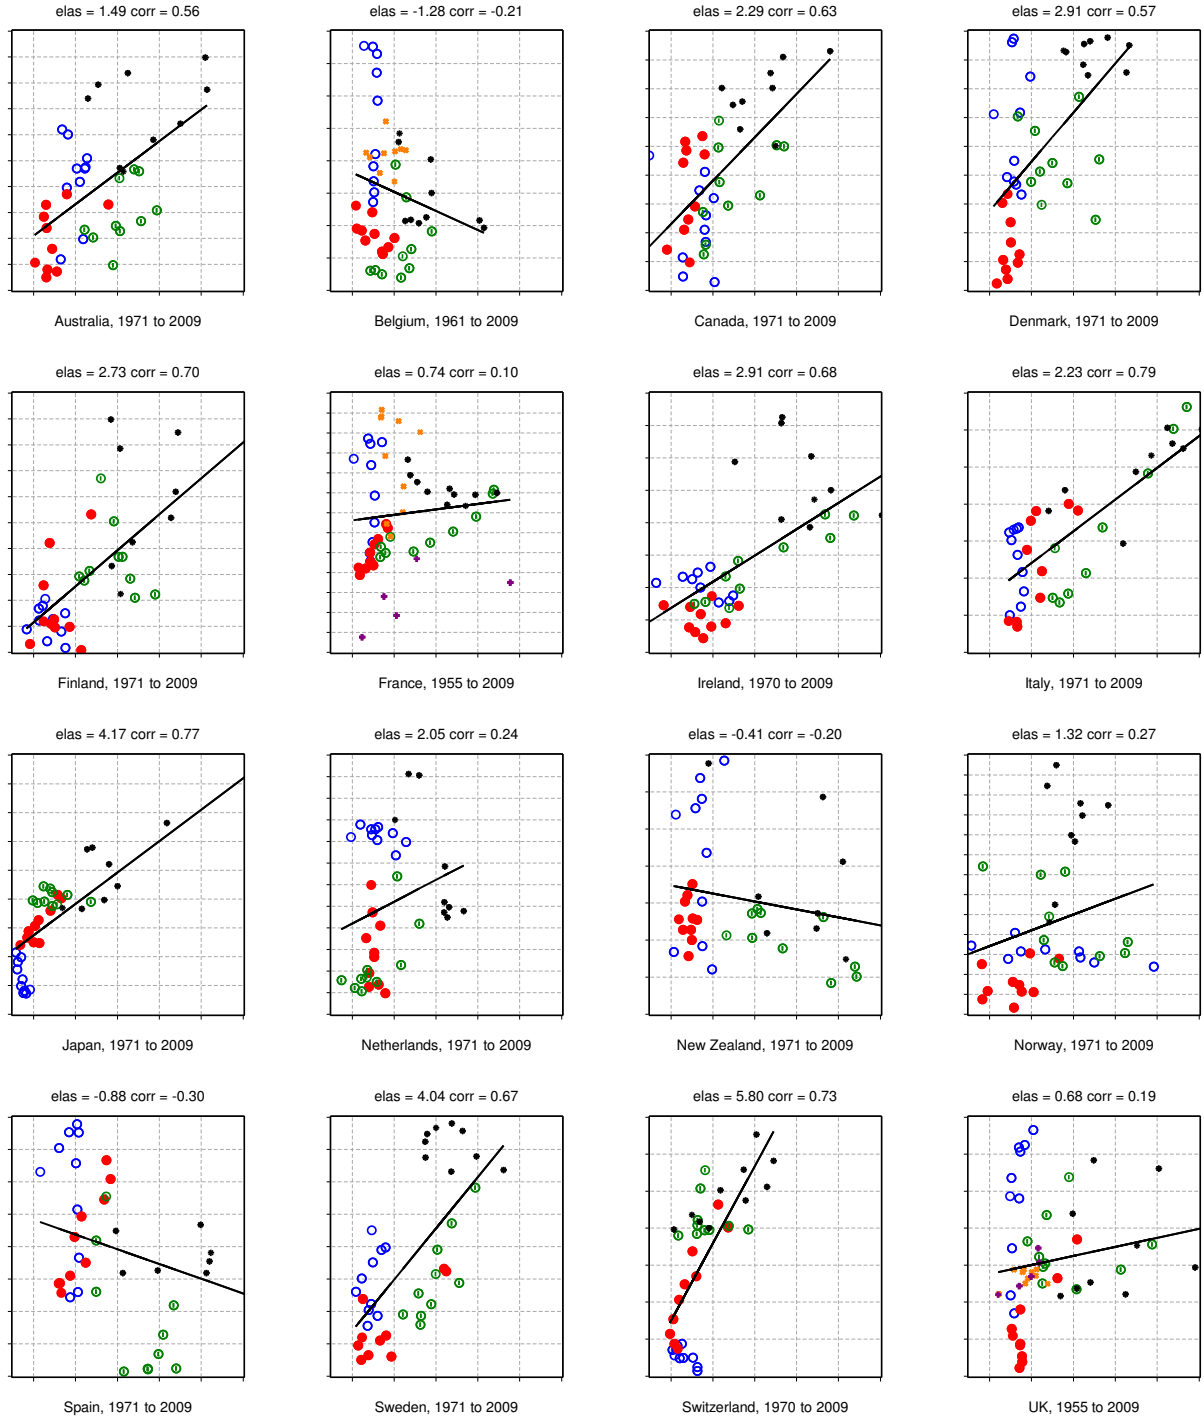 elas = 1.49 corr = 0.56
elas = -1.28 corr = -0.21
elas = 2.29 corr = 0.63
elas = 2.91 corr = 0.57
Australia, 1971 to 2009
Belgium, 1961 to 2009
Canada, 1971 to 2009
Denmark, 1971 to 2009
elas = 2.73 corr = 0.70
elas = 0.74 corr = 0.10
elas = 2.91 corr = 0.68
elas = 2.23 corr = 0.79
Finland, 1971 to 2009
France, 1955 to 2009
Ireland, 1970 to 2009
Italy, 1971 to 2009
elas = 4.17 corr = 0.77
elas = 2.05 corr = 0.24
elas = -0.41 corr = -0.20
elas = 1.32 corr = 0.27
Japan, 1971 to 2009
Netherlands, 1971 to 2009
New Zealand, 1971 to 2009
Norway, 1971 to 2009
elas = -0.88 corr = -0.30
elas = 4.04 corr = 0.67
elas = 5.80 corr = 0.73
elas = 0.68 corr = 0.19
Spain, 1971 to 2009
Sweden, 1971 to 2009
Switzerland, 1970 to 2009
UK, 1955 to 2009